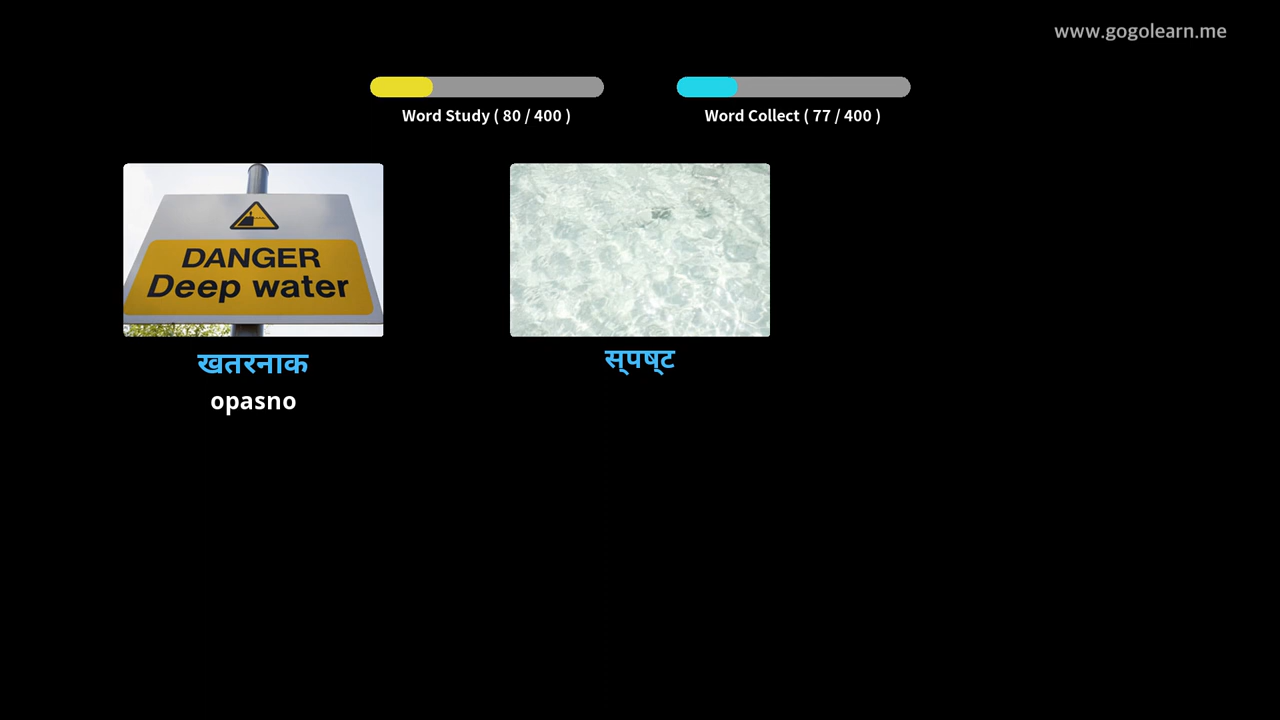 www.gogolearn.me
Word Study ( 80 / 400 )
Word Collect ( 77 / 400 )
DANGER
Deep water
खतरनाक
opasno
स्पष्ट